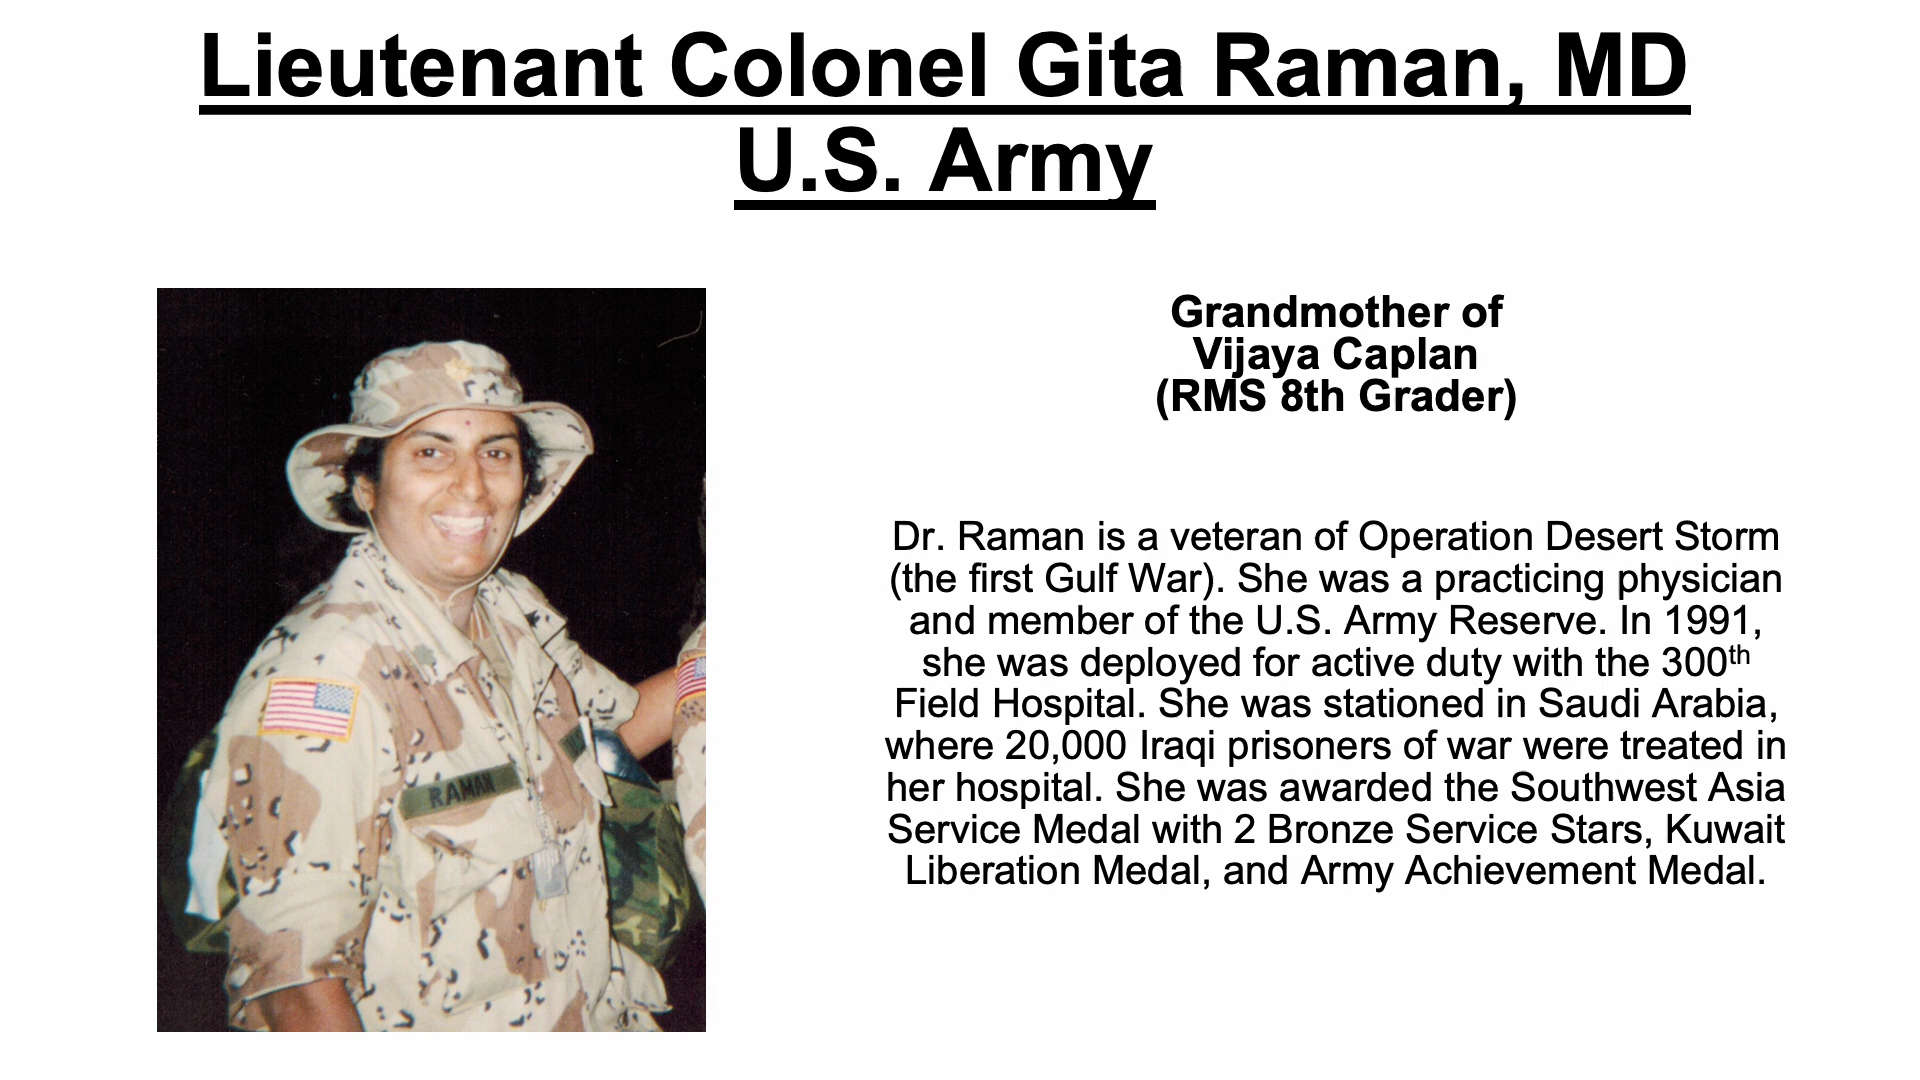 Lieutenant Colonel Gita Raman, MD
U.S. Army
Grandmother of
Vijaya Caplan
(RMS 8th Grader)
Dr. Raman is a veteran of Operation Desert Storm
(the first Gulf War). She was a practicing physician
and member of the U.S. Army Reserve. In 1991,
she was deployed for active duty with the 300th
Field Hospital. She was stationed in Saudi Arabia,
where 20,000 Iraqi prisoners of war were treated in
her hospital. She was awarded the Southwest Asia
Service Medal with 2 Bronze Service Stars, Kuwait
Liberation Medal, and Army Achievement Medal.
RAMAN